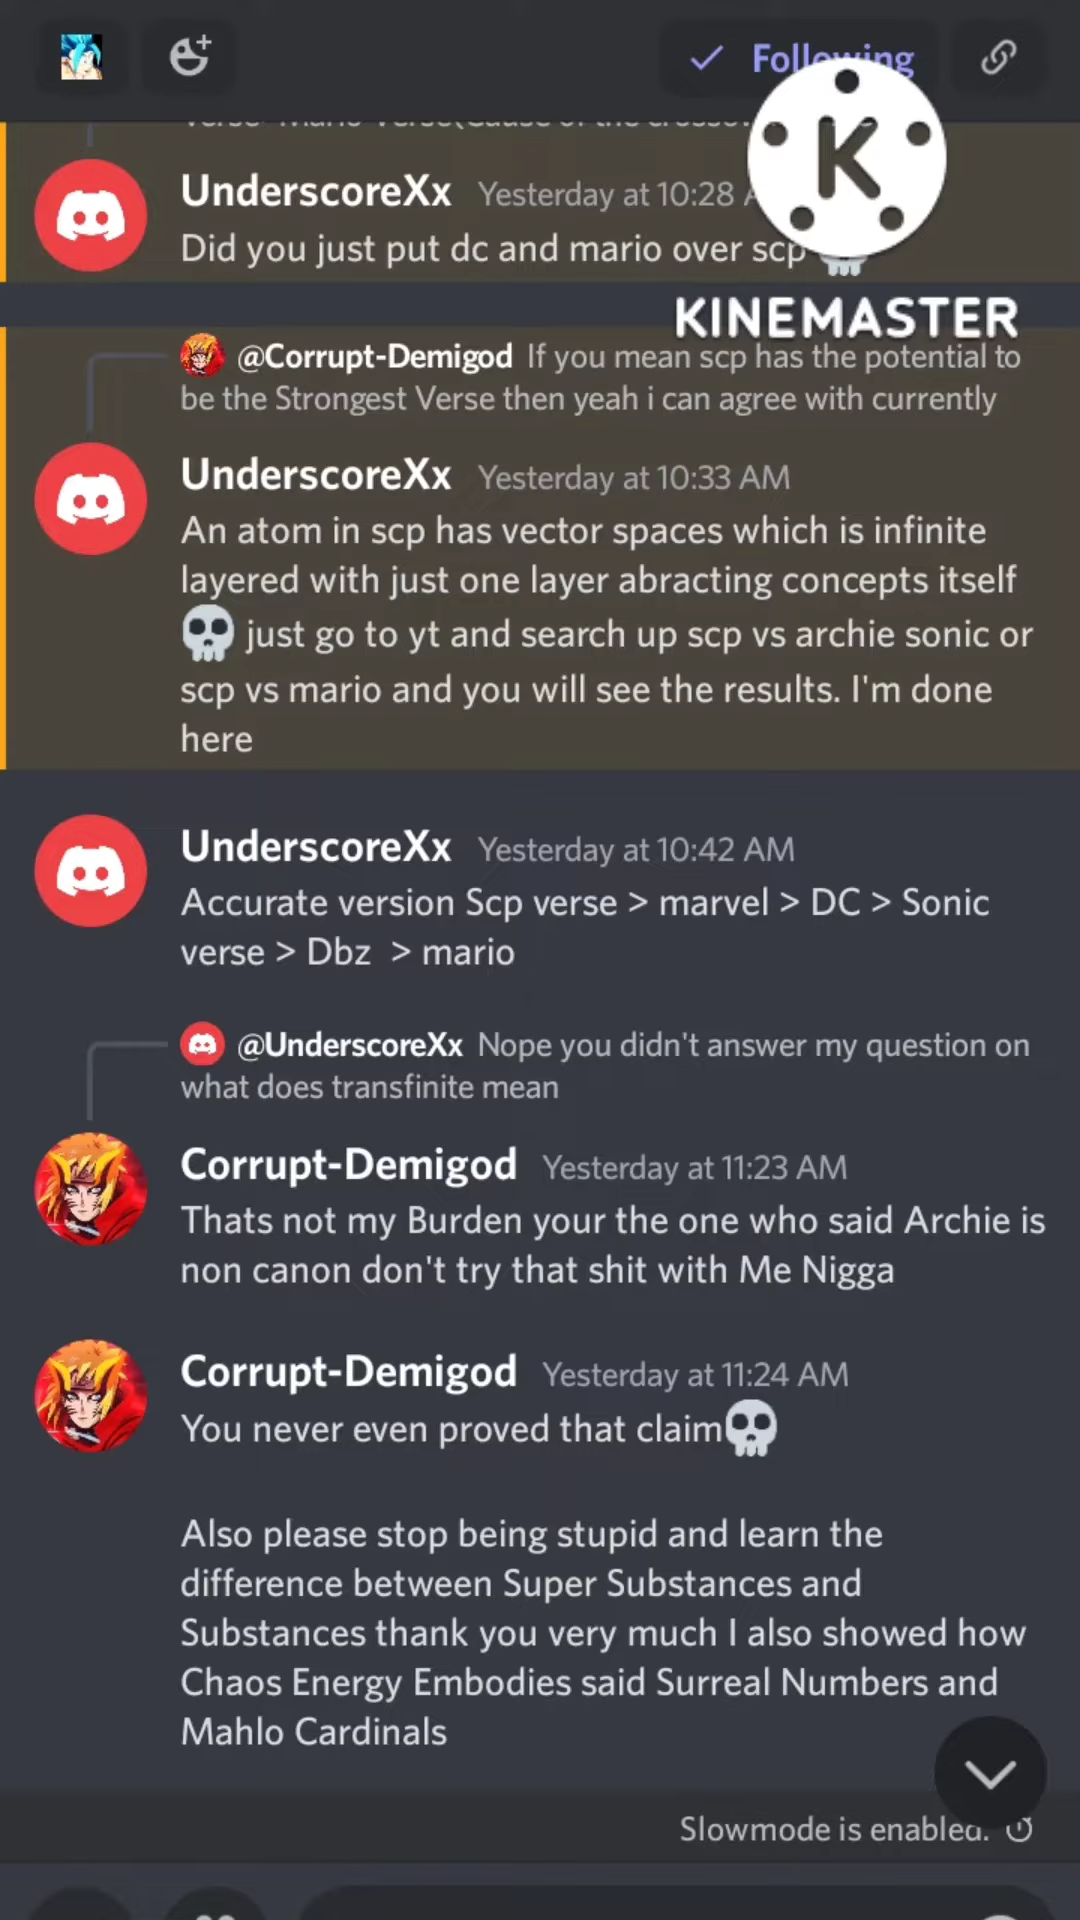 Following
K
KINEMASTER
UnderscoreXx Yesterday at 10:28
Did you just put dc and mario over scp 💀
@Corrupt-Demigod If you mean scp has the potential to
be the Strongest Verse then yeah i can agree with currently
UnderscoreXx Yesterday at 10:33 AM
An atom in scp has vector spaces which is infinite
layered with just one layer abracting concepts itself
💀 just go to yt and search up scp vs archie sonic or
scp vs mario and you will see the results. I'm done
here
UnderscoreXx Yesterday at 10:42 AM
Accurate version Scp verse > marvel > DC > Sonic
verse > Dbz > mario
@UnderscoreXx Nope you didn't answer my question on
what does transfinite mean
Corrupt-Demigod Yesterday at 11:23 AM
Thats not my Burden your the one who said Archie is
non canon don't try that shit with Me Nigga
Corrupt-Demigod Yesterday at 11:24 AM
You never even proved that claim💀
Also please stop being stupid and learn the
difference between Super Substances and
Substances thank you very much I also showed how
Chaos Energy Embodies said Surreal Numbers and
Mahlo Cardinals
Slowmode is enabled.